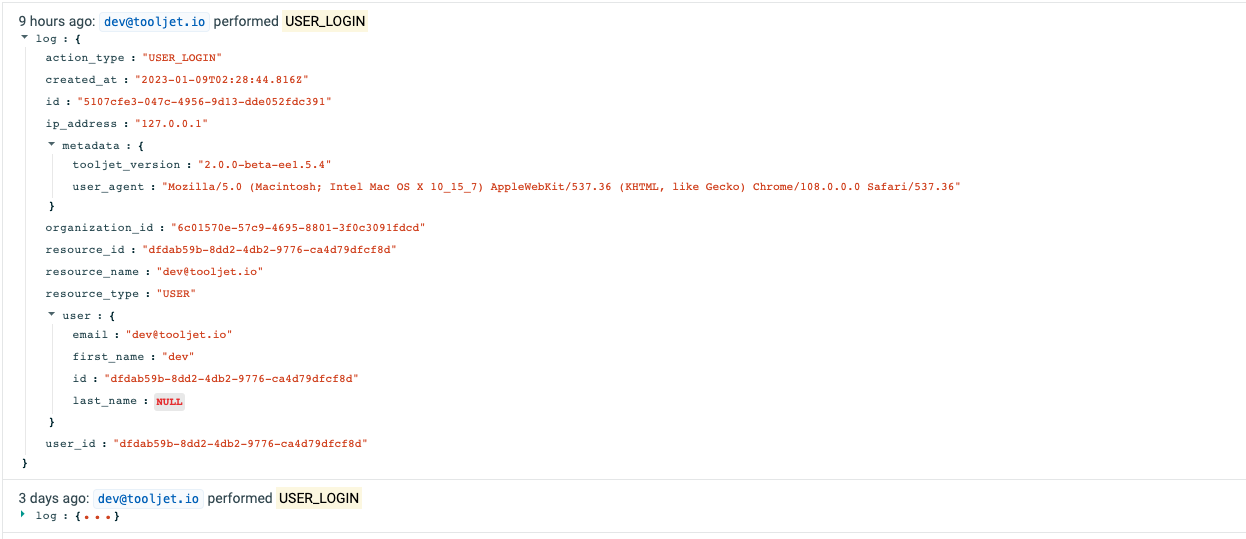 9 hours ago: dev@tooljet.io performed USER_LOGIN
log : {
action_type : "USER_LOGIN"
created_at : "2023-01-09T02:28:44.816Z"
id : "5107cfe3-047c-4956-9d13-dde052fdc391"
ip_address : "127.0.0.1"
metadata : {
tooljet_version : "2.0.0-beta-ee1.5.4"
user_agent : "Mozilla/5.0 (Macintosh; Intel Mac OS X 10_15_7) AppleWebKit/537.36 (KHTML, like Gecko) Chrome/108.0.0.0 Safari/537.36"
}
organization_id : "6c01570e-57c9-4695-8801-3f0c3091fdcd"
resource_id : "dfdab59b-8dd2-4db2-9776-ca4d79dfcf8d"
resource_name : "dev@tooljet.io"
resource_type : "USER"
user : {
email : "dev@tooljet.io"
first_name : "dev"
id : "dfdab59b-8dd2-4db2-9776-ca4d79dfcf8d"
last_name : NULL
}
user_id : "dfdab59b-8dd2-4db2-9776-ca4d79dfcf8d"
}
3 days ago: dev@tooljet.io performed USER_LOGIN
log : {...}